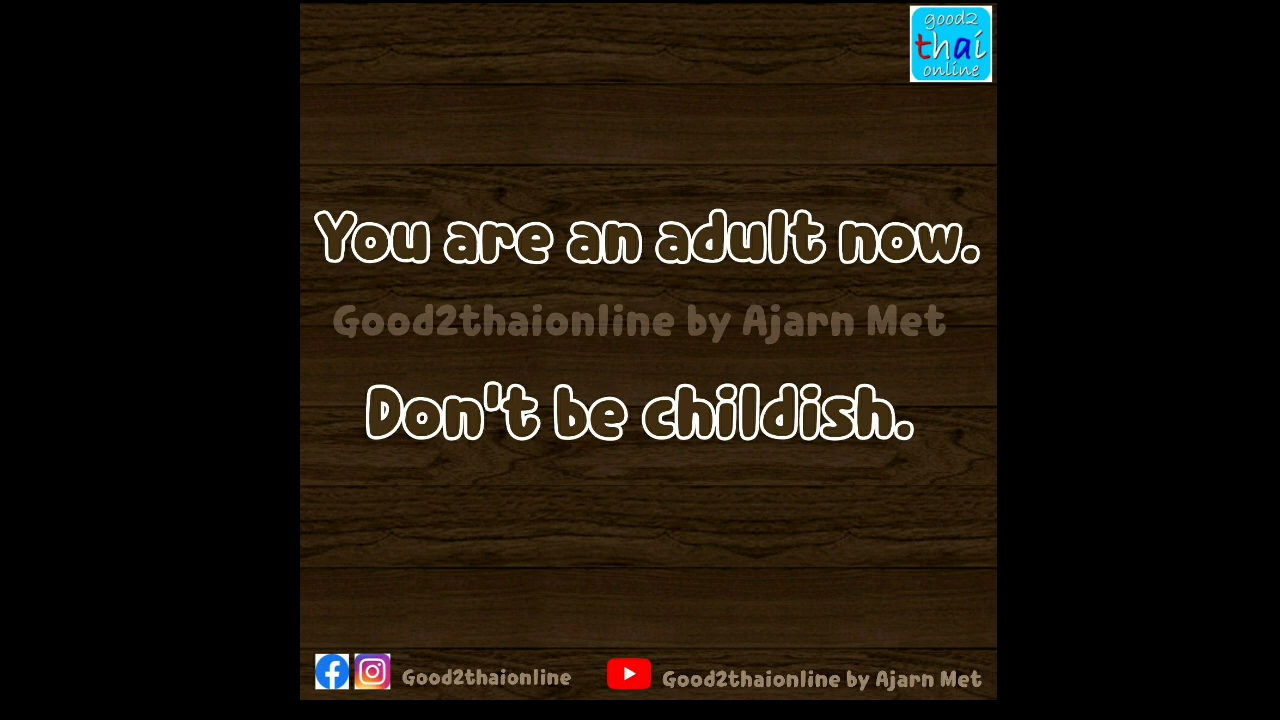 good2
thai
online
You are an adult now.
Good2thaionline by Ajarn Met
Don't be childish.
Good2thaionline
Good2thaionline by Ajarn Met